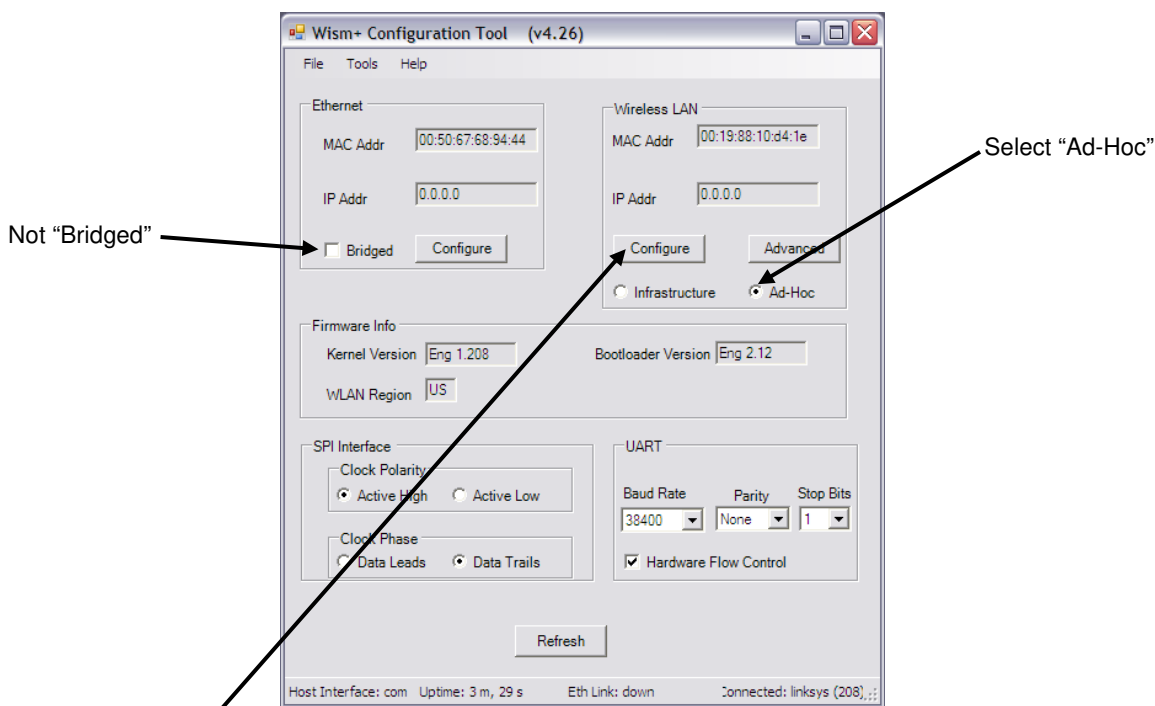 Wism+ Configuration Tool (v4.26)
File Tools Help
Ethernet
MAC Addr 00:50:67:68:94:44
IP Addr 0.0.0.0
Bridged Configure
Wireless LAN
MAC Addr 00:19:88:10:d4:1e
IP Addr 0.0.0.0
Configure Advanced
Infrastructure Ad-Hoc
Select “Ad-Hoc”
Not “Bridged”
Firmware Info
Kernel Version Eng 1.208 Bootloader Version Eng 2.12
WLAN Region US
SPI Interface
Clock Polarity
Active High Active Low
Clock Phase
Data Leads Data Trails
UART
Baud Rate Parity Stop Bits
38400 None 1
Hardware Flow Control
Refresh
Host Interface: com Uptime: 3 m, 29 s Eth Link: down Connected: linksys (208)